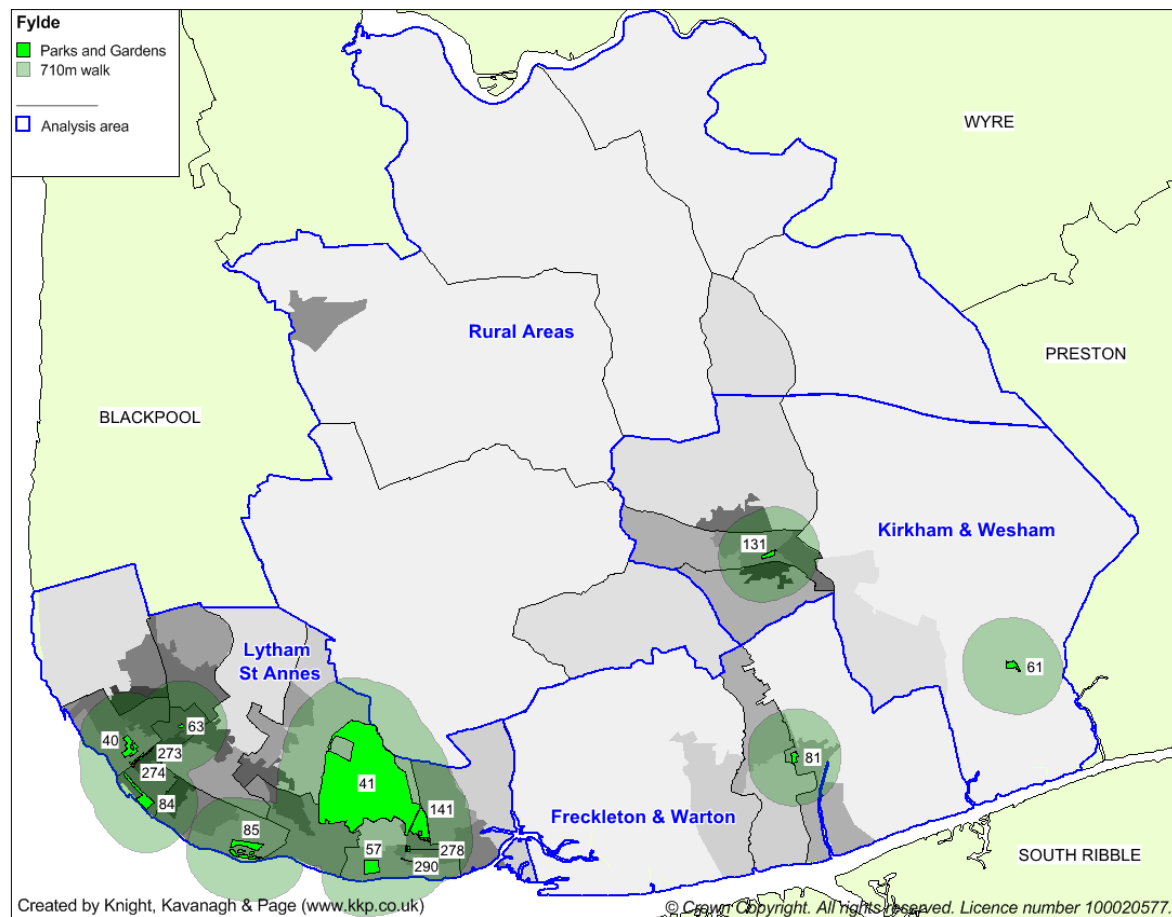 Fylde
Parks and Gardens
710m walk
Analysis area
WYRE
PRESTON
Rural Areas
BLACKPOOL
Kirkham & Wesham
131
61
Lytham
St Annes
63
40
273
274
84
81
41
141
85
57
278
290
Freckleton & Warton
SOUTH RIBBLE
Created by Knight, Kavanagh & Page (www.kkp.co.uk)
© Crown Copyright. All rights reserved. Licence number 100020577.